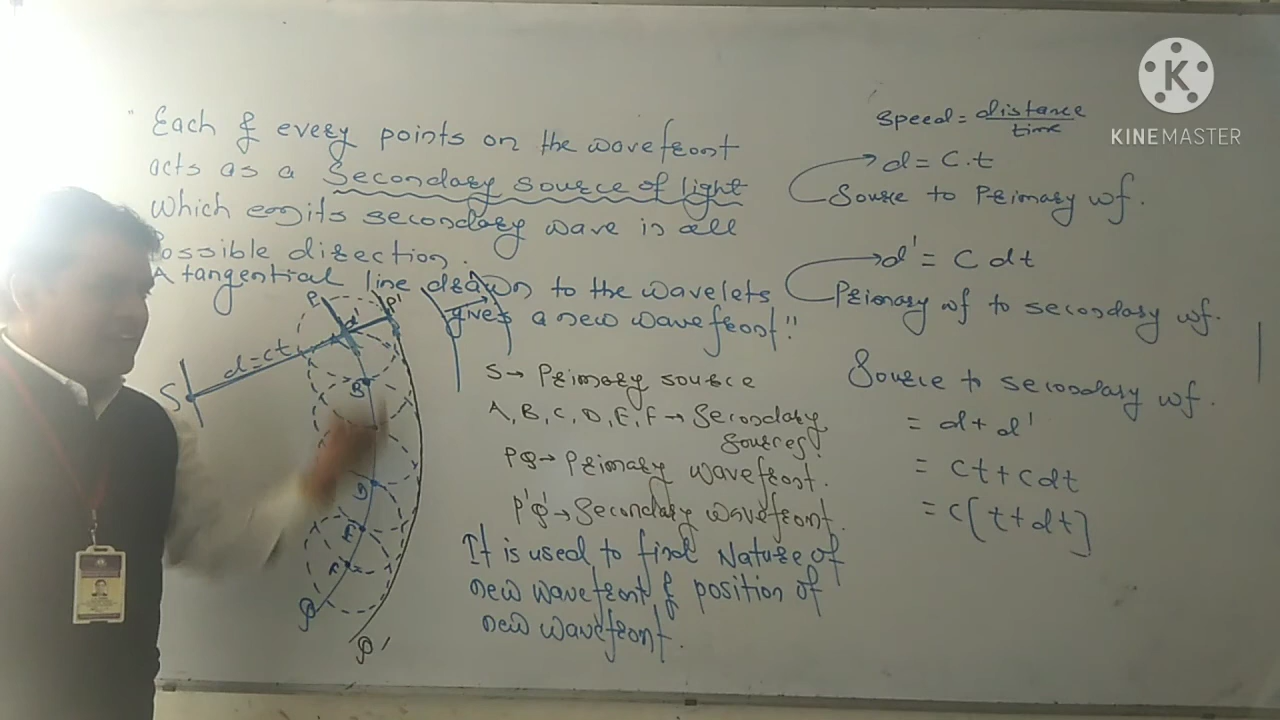 "Each & every points on the wavefront
acts as a Secondary source of light
which emits secondary wave in all
Possible direction.
A tangential line drawn to the wavelets
gives a new wavefront"
P
P'
d=ct
S
B
D
E
F
Q
Q'
S→ Primary source
A, B, C, D, E, F → Secondary
sources.
PQ→ Primary wavefront.
P'Q'→ Secondary wavefront.
It is used to find Nature of
new wavefront & position of
new wavefront.
Speed = distance
time
d = C.t
Source to Primary wf.
d' = C dt
Primary wf to secondary wf.
Source to secondary wf.
= d + d'
= Ct + Cdt
= C[t + dt]
K
KINEMASTER